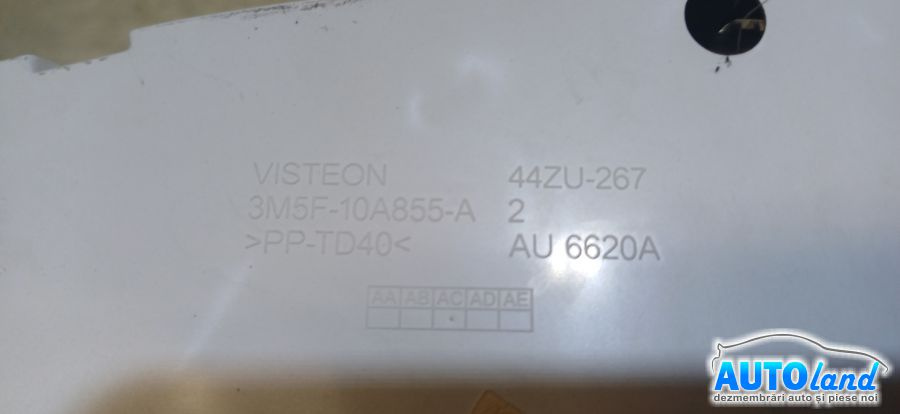 VISTEON 44ZU-267
3M5F-10A855-A 2
>PP-TD40< AU 6620A
AA AB AC AD AE
AUTOland
dezmembrări auto și piese noi